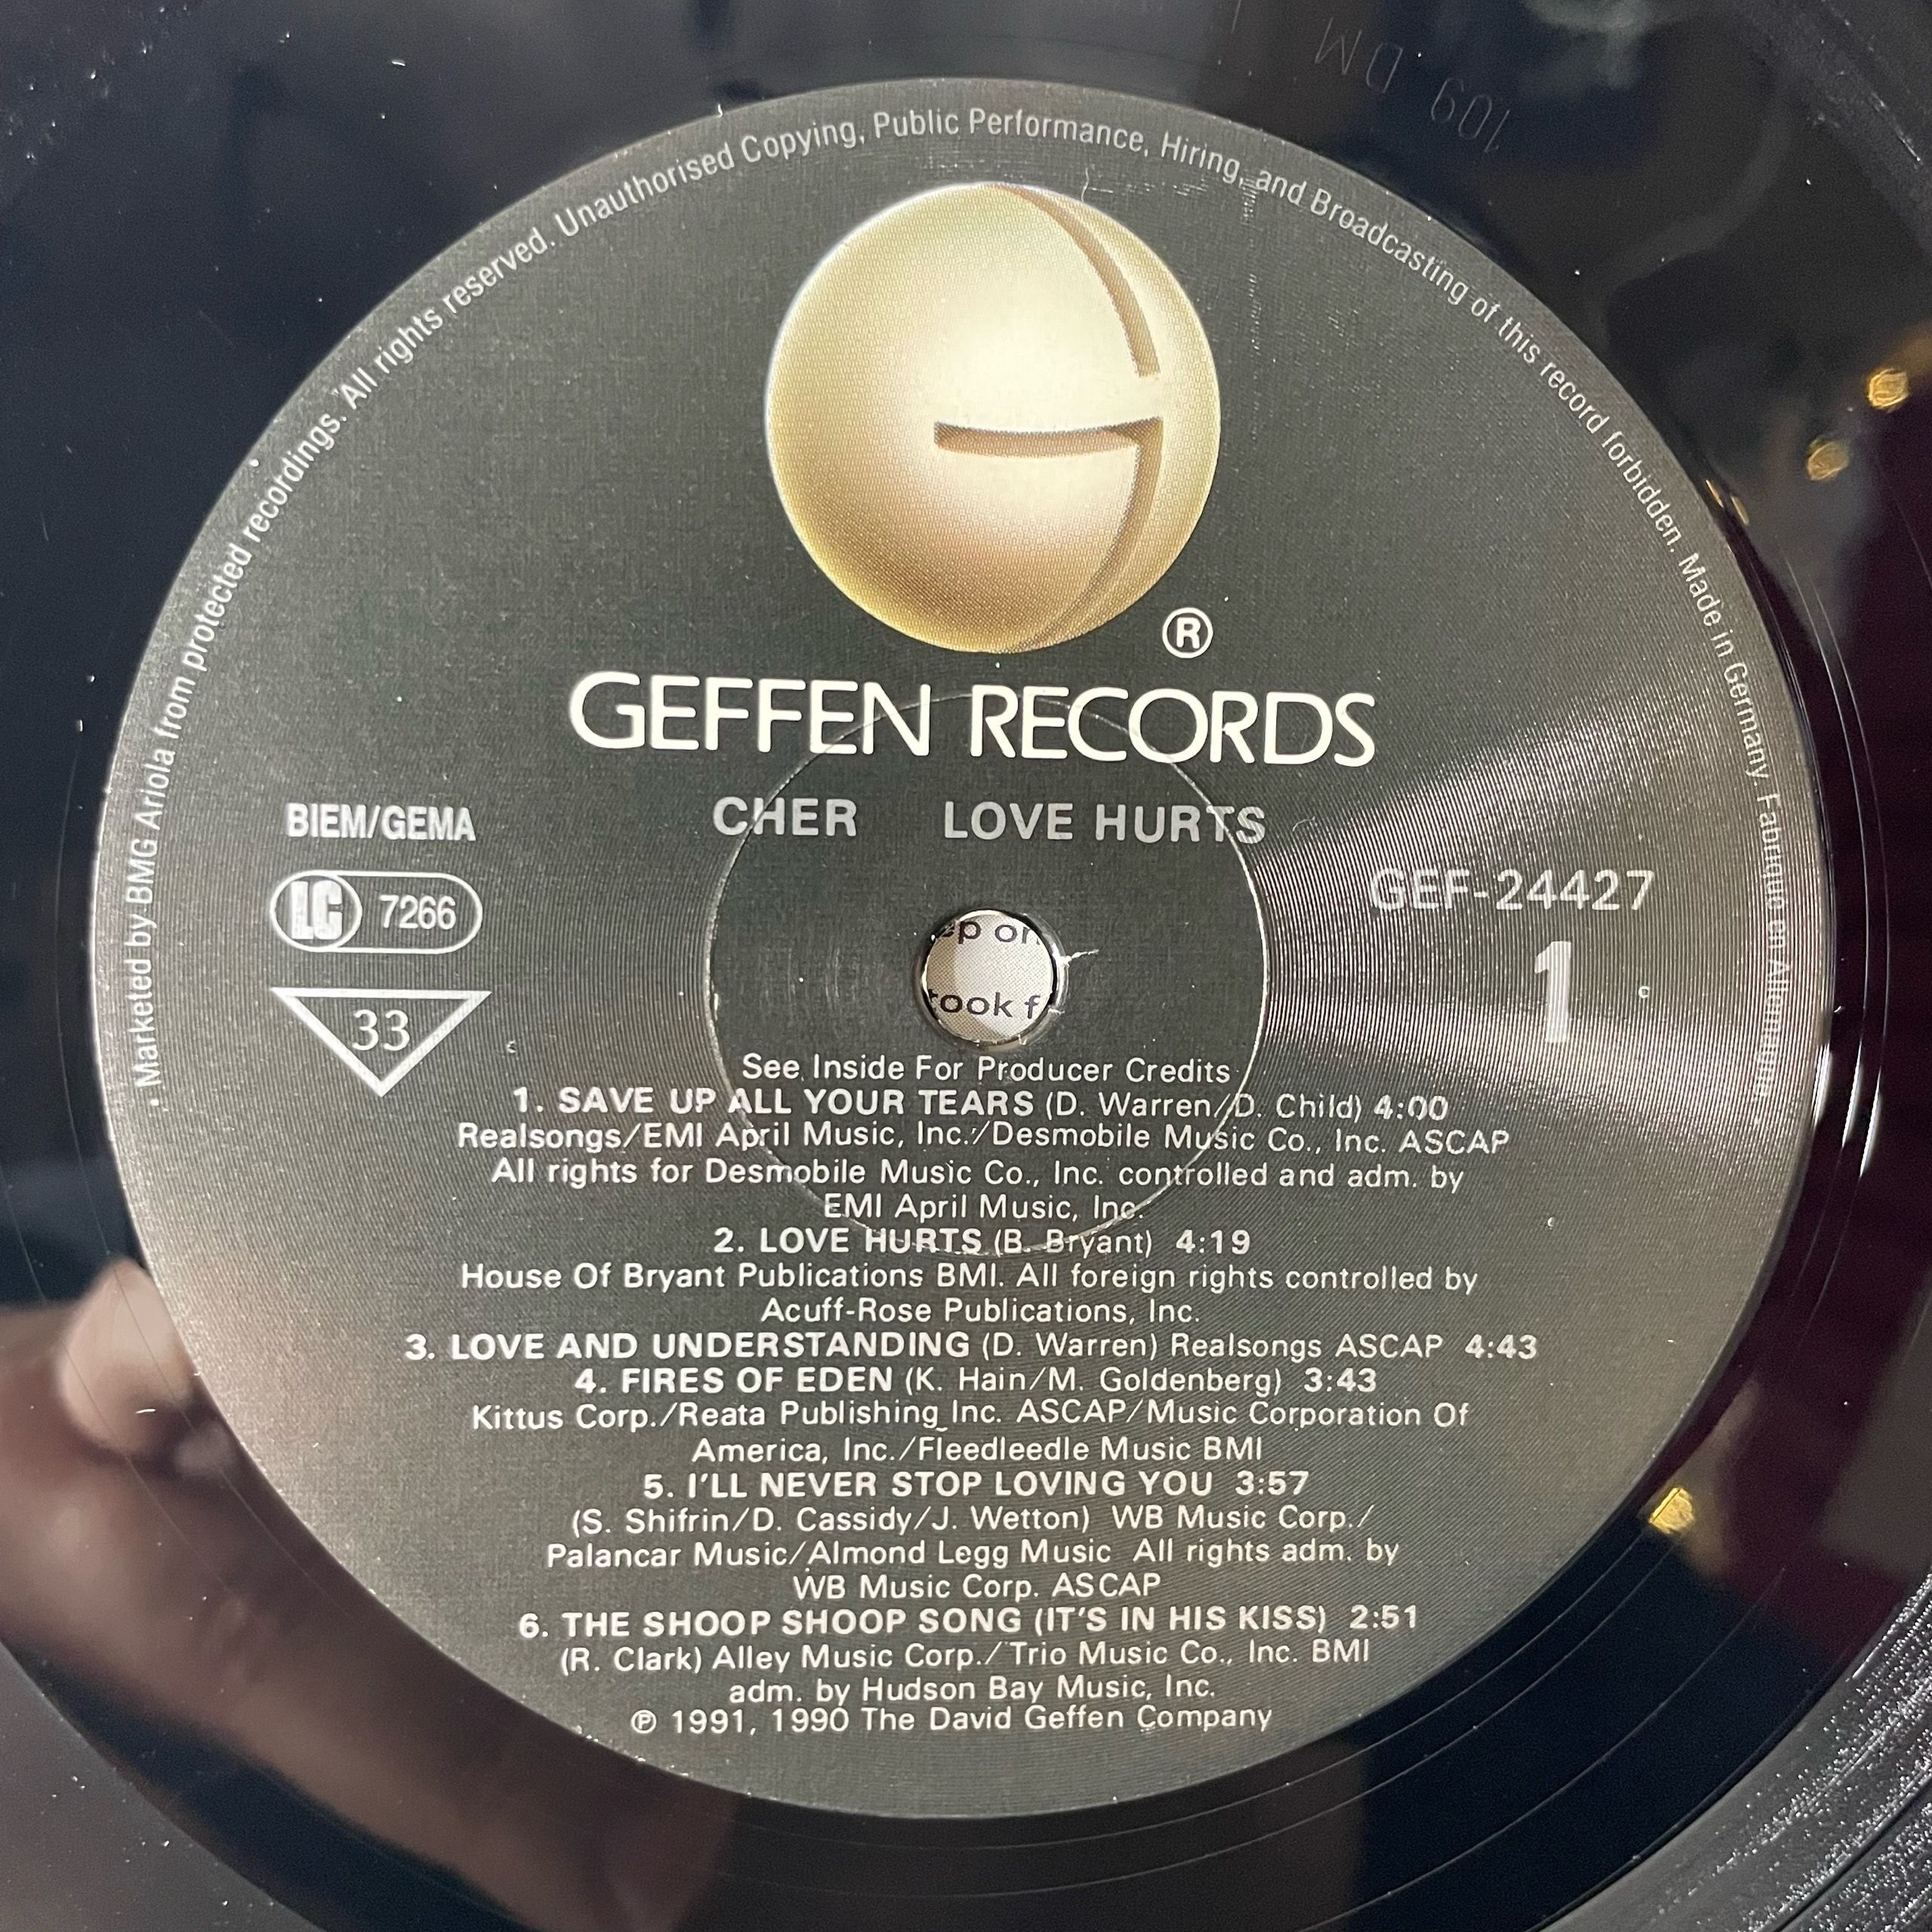 109 DM
. Marketed by BMG Ariola from protected recordings. All rights reserved. Unauthorised Copying, Public Performance, Hiring, and Broadcasting of this record forbidden. Made in Germany. Fabriqué en Allemagne.
®
GEFFEN RECORDS
CHER LOVE HURTS
BIEM/GEMA
LC 7266
GEF-24427
33
1
ep on
took f
See Inside For Producer Credits
1. SAVE UP ALL YOUR TEARS (D. Warren/D. Child) 4:00
Realsongs/EMI April Music, Inc./Desmobile Music Co., Inc. ASCAP
All rights for Desmobile Music Co., Inc. controlled and adm. by
EMI April Music, Inc.
2. LOVE HURTS (B. Bryant) 4:19
House Of Bryant Publications BMI. All foreign rights controlled by
Acuff-Rose Publications, Inc.
3. LOVE AND UNDERSTANDING (D. Warren) Realsongs ASCAP 4:43
4. FIRES OF EDEN (K. Hain/M. Goldenberg) 3:43
Kittus Corp./Reata Publishing Inc. ASCAP/Music Corporation Of
America, Inc./Fleedleedle Music BMI
5. I'LL NEVER STOP LOVING YOU 3:57
(S. Shifrin/D. Cassidy/J. Wetton) WB Music Corp./
Palancar Music/Almond Legg Music All rights adm. by
WB Music Corp. ASCAP
6. THE SHOOP SHOOP SONG (IT'S IN HIS KISS) 2:51
(R. Clark) Alley Music Corp./Trio Music Co., Inc. BMI
adm. by Hudson Bay Music, Inc.
℗ 1991, 1990 The David Geffen Company